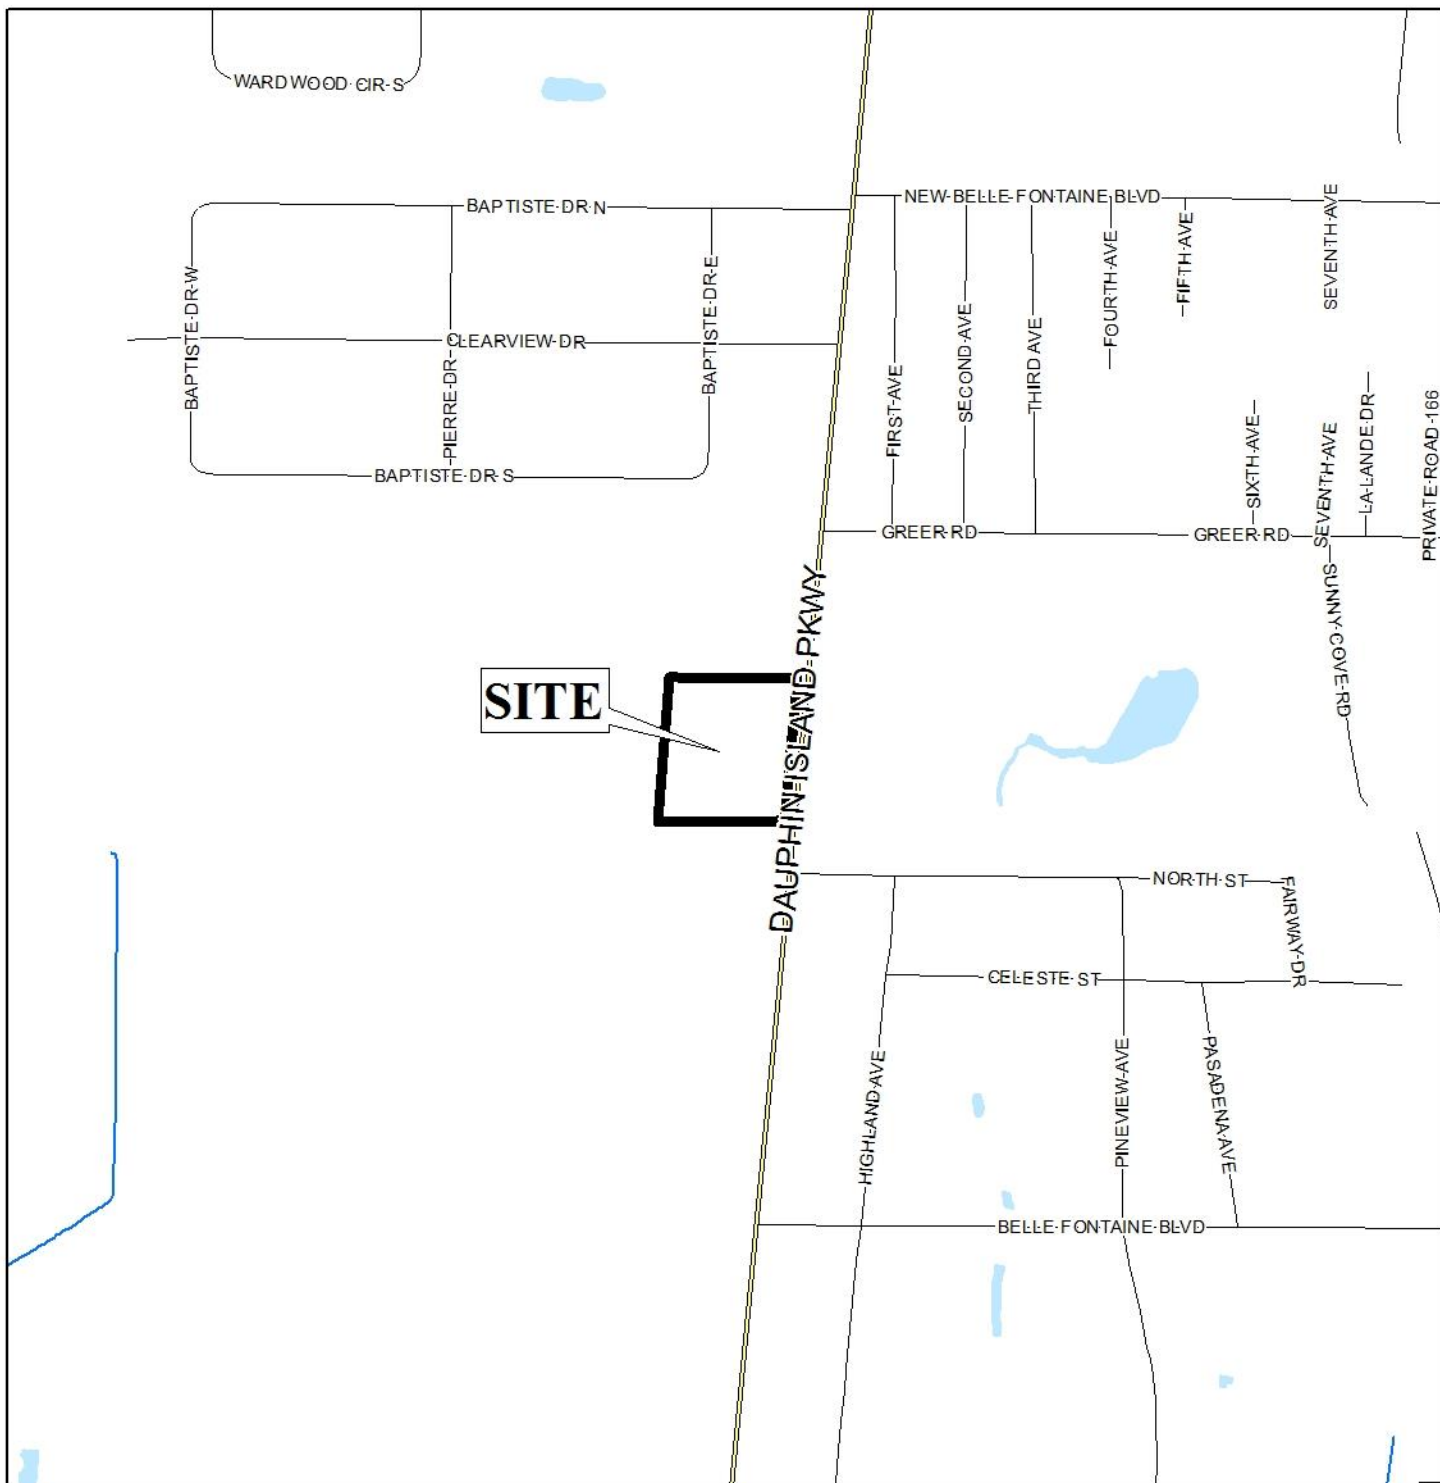 WARDWOOD CIR S
BAPTISTE DR N
NEW BELLE FONTAINE BLVD
SEVENTH AVE
FIFTH AVE
FOURTH AVE
BAPTISTE DR W
BAPTISTE DR E
CLEARVIEW DR
PIERRE DR
FIRST AVE
SECOND AVE
THIRD AVE
BAPTISTE DR S
SIXTH AVE
SEVENTH AVE
LA LANDE DR
PRIVATE ROAD 166
GREER RD
GREER RD
SUNNY COVE RD
SITE
DAUPHIN ISLAND PKWY
NORTH ST
FAIRWAY DR
CELESTE ST
HIGHLAND AVE
PINEVIEW AVE
PASADENA AVE
BELLE FONTAINE BLVD